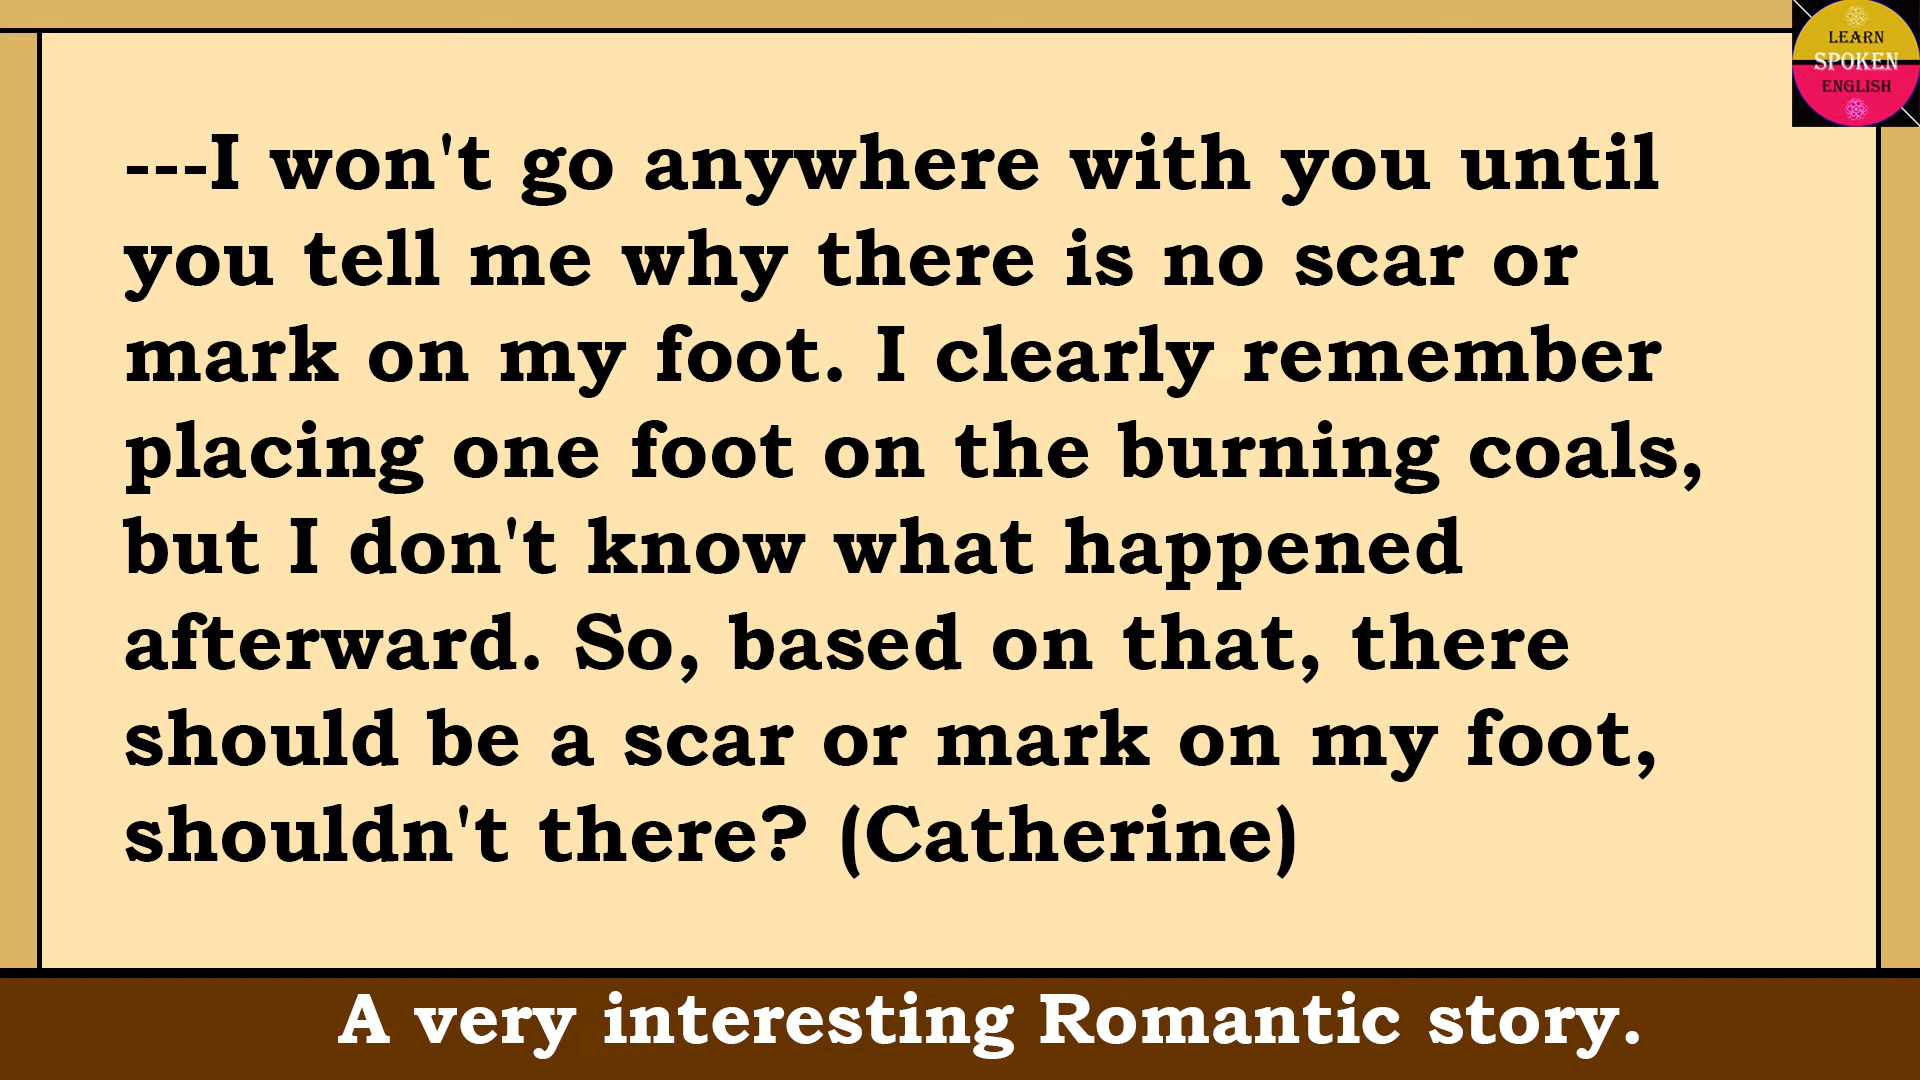 LEARN
SPOKEN
ENGLISH
---I won't go anywhere with you until
you tell me why there is no scar or
mark on my foot. I clearly remember
placing one foot on the burning coals,
but I don't know what happened
afterward. So, based on that, there
should be a scar or mark on my foot,
shouldn't there? (Catherine)
A very interesting Romantic story.